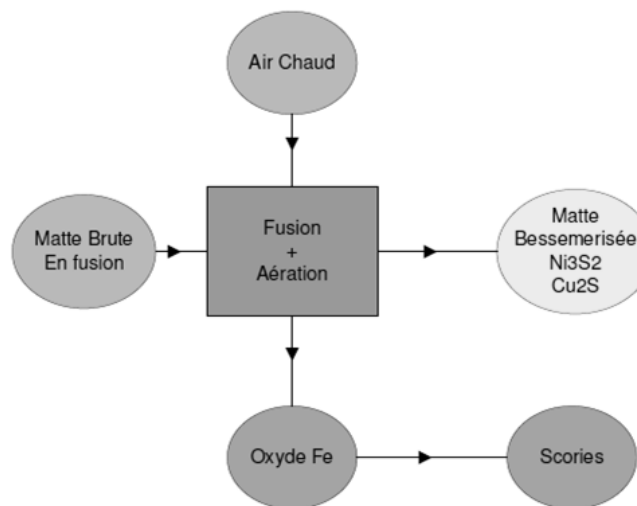 Air Chaud
Matte Brute
En fusion
Fusion
+
Aération
Matte
Bessemerisée
Ni3S2
Cu2S
Oxyde Fe
Scories